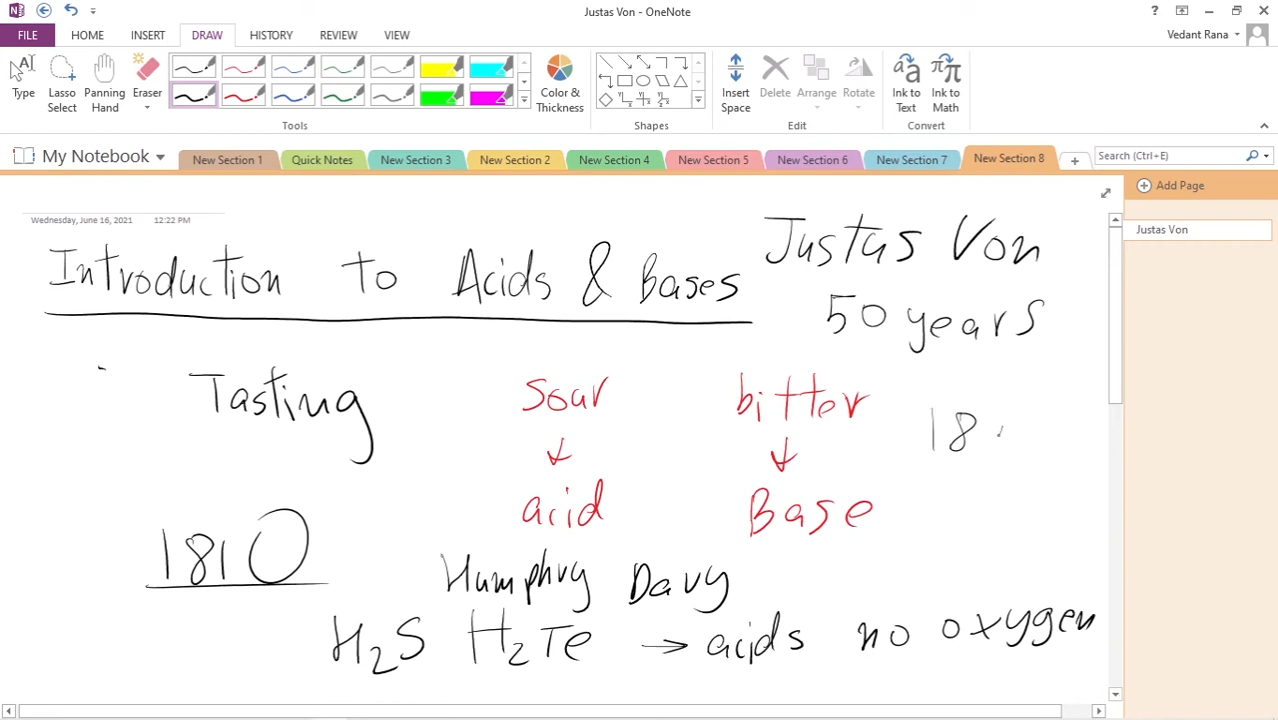 Justas Von - OneNote
?
FILE HOME INSERT DRAW HISTORY REVIEW VIEW
Vedant Rana
Type
Lasso Select
Panning Hand
Eraser
Color & Thickness
Insert Space
Delete
Arrange
Rotate
Ink to Text
Ink to Math
Tools
Shapes
Edit
Convert
My Notebook
New Section 1
Quick Notes
New Section 3
New Section 2
New Section 4
New Section 5
New Section 6
New Section 7
New Section 8
Search (Ctrl+E)
Add Page
Justas Von
Wednesday, June 16, 2021 12:22 PM
Introduction to Acids & Bases
Justas Von
50 years
Tasting
sour
bitter
18
↓
↓
acid
Base
1810
Humphry Davy
H2S H2Te → acids no oxygen